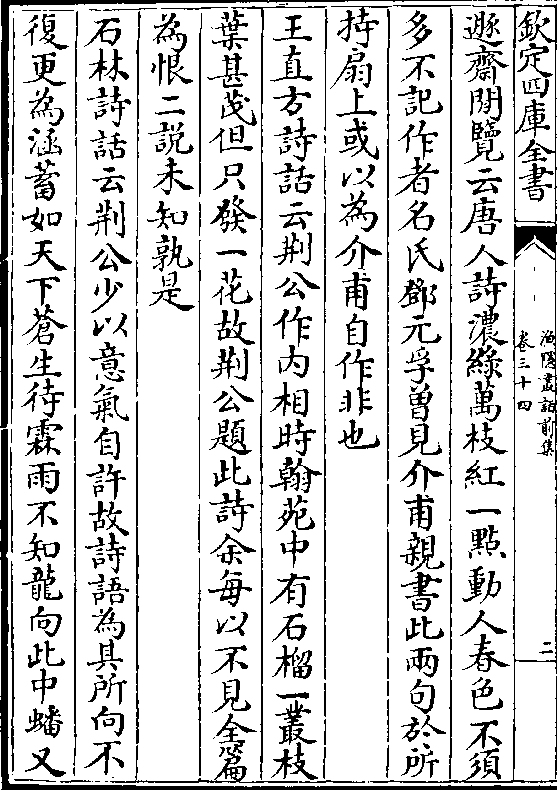 欽定四庫全書
漁隱叢話前集
卷三十四
二
遯齋閒覽云唐人詩濃綠萬枝紅一點動人春色不須
多不記作者名氏鄧元孚曾見介甫親書此兩句於所
持扇上或以為介甫自作非也
王直方詩話云荆公作内相時翰苑中有石榴一叢枝
葉甚茂但只發一花故荆公題此詩余每以不見全篇
為恨二説未知孰是
石林詩話云荆公少以意氣自許故詩語為其所向不
復更為涵蓄如天下蒼生待霖雨不知龍向此中蟠又